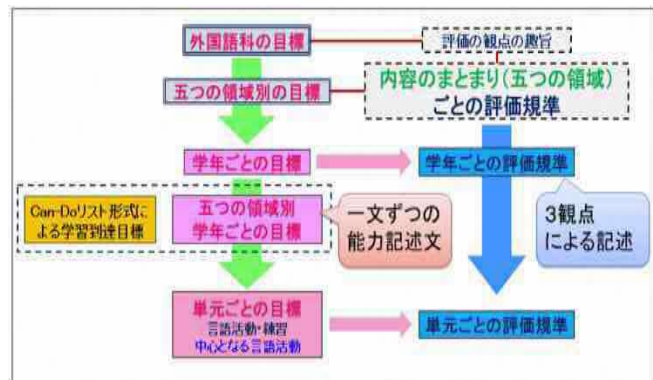 外国語科の目標
評価の観点の趣旨
五つの領域別の目標
内容のまとまり(五つの領域)
ごとの評価規準
学年ごとの目標
学年ごとの評価規準
Can-Doリスト形式に
よる学習到達目標
五つの領域別
学年ごとの目標
一文ずつの
能力記述文
3観点
による記述
単元ごとの目標
言語活動・練習
中心となる言語活動
単元ごとの評価規準